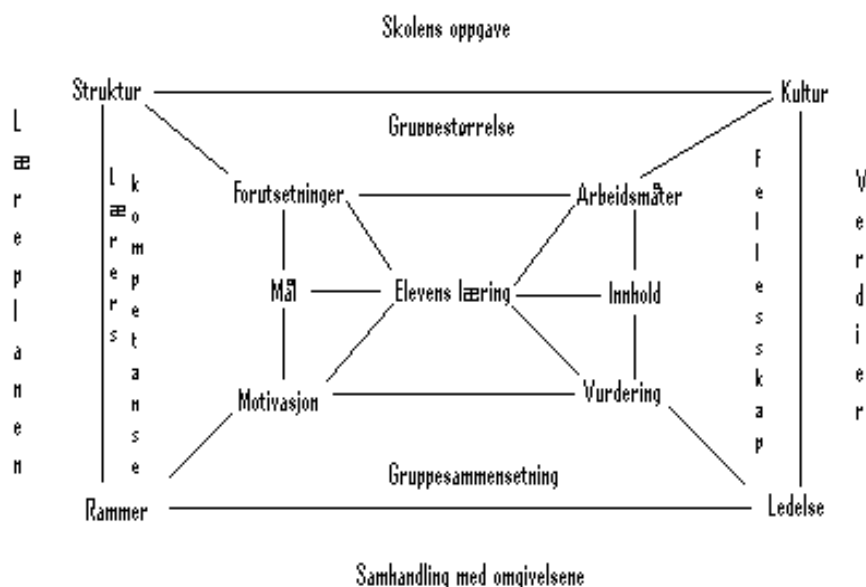 Skolens oppgave
Struktur
Kultur
Gruppestørrelse
Læreplanen
Lærers
kompetanse
Forutsetninger
Arbeidsmåter
Fellesskap
Verdier
Mål
Elevens læring
Innhold
Motivasjon
Vurdering
Gruppesammensetning
Rammer
Ledelse
Samhandling med omgivelsene